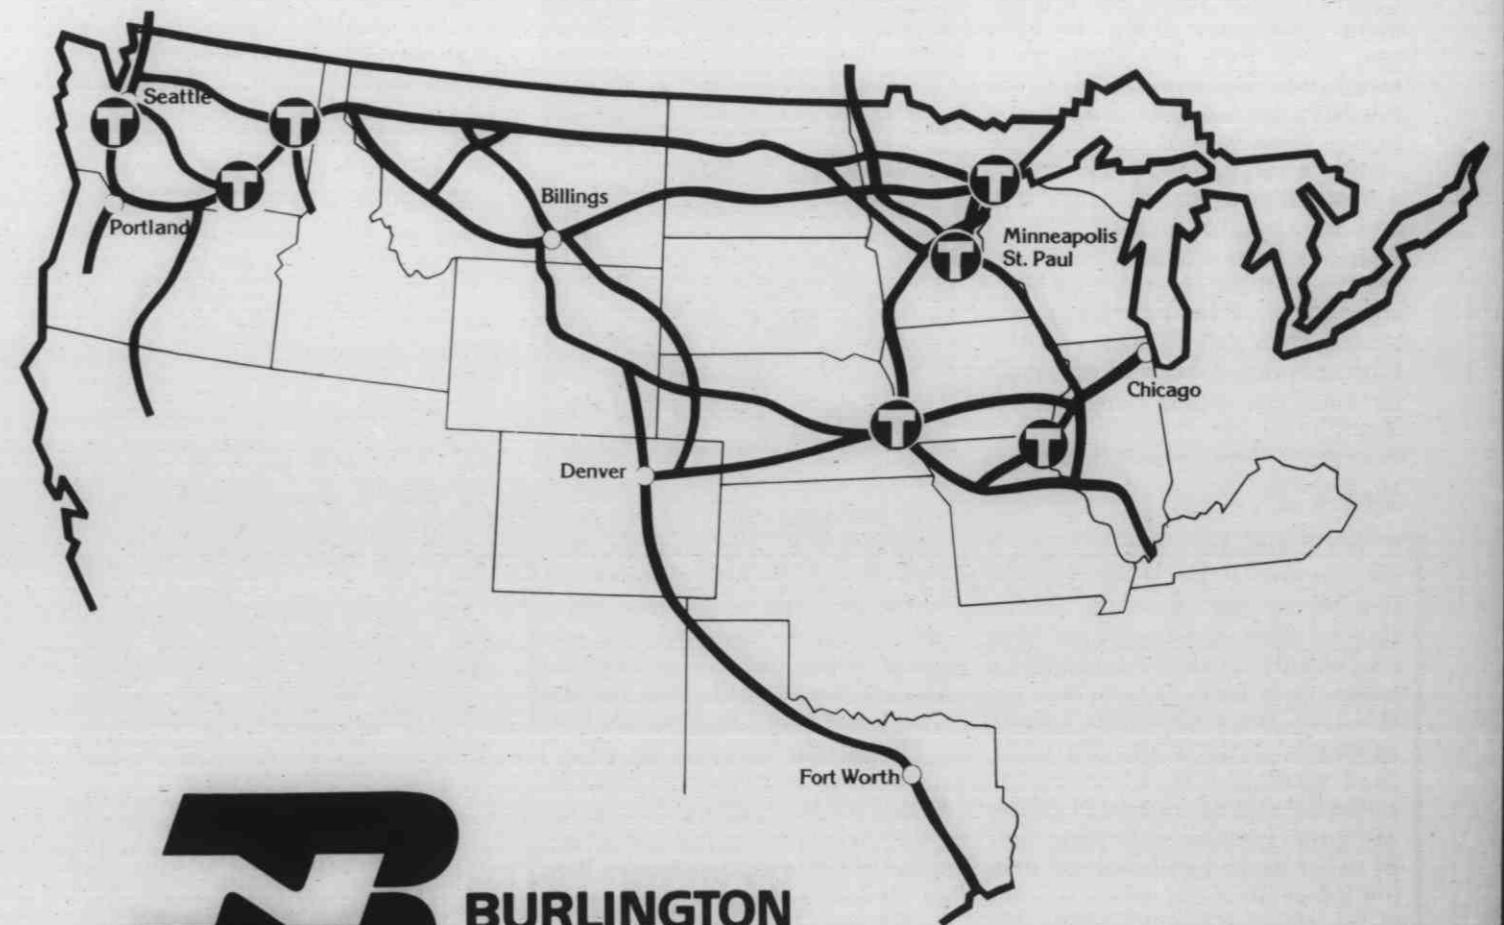 Seattle
T
T
T
Portland
Billings
T
Minneapolis
St. Paul
T
Chicago
T
T
Denver
Fort Worth
BURLINGTON